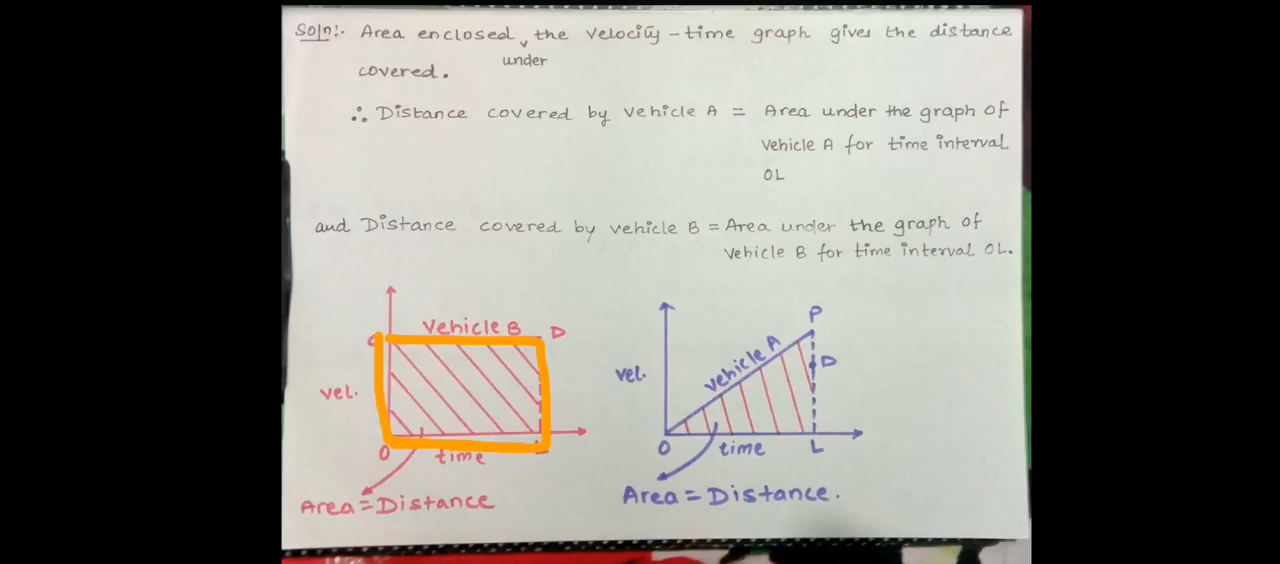 Soln:- Area enclosed, the velocity-time graph gives the distance
under
covered.
∴ Distance covered by vehicle A = Area under the graph of
vehicle A for time interval
OL
and Distance covered by vehicle B = Area under the graph of
vehicle B for time interval OL.
Vehicle B D
vel.
O time
Area = Distance
P
vehicle A
D
vel.
O time L
Area = Distance.